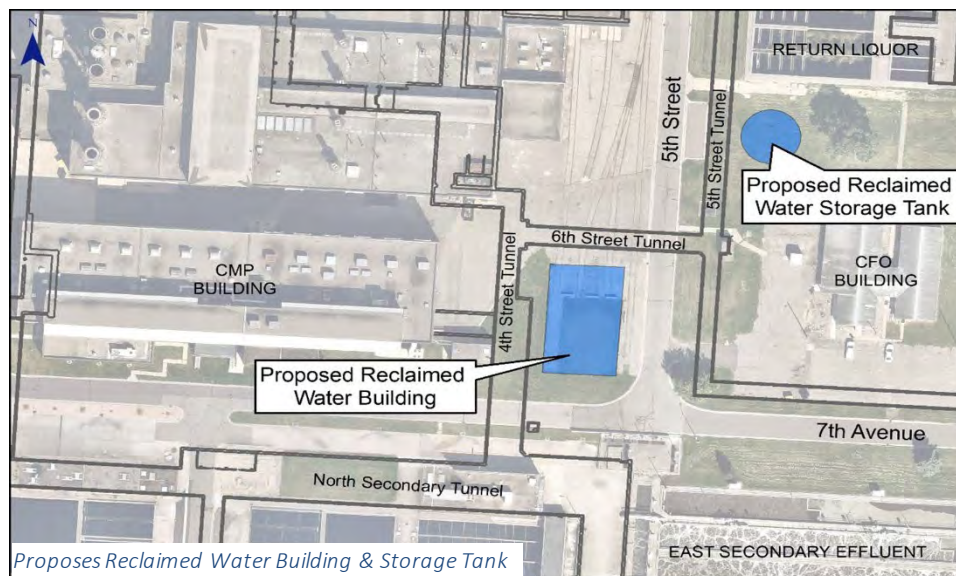 N
RETURN LIQUOR
5th Street
5th Street Tunnel
Proposed Reclaimed
Water Storage Tank
6th Street Tunnel
CMP
BUILDING
4th Street Tunnel
CFO
BUILDING
Proposed Reclaimed
Water Building
7th Avenue
North Secondary Tunnel
EAST SECONDARY EFFLUENT
Proposes Reclaimed Water Building & Storage Tank